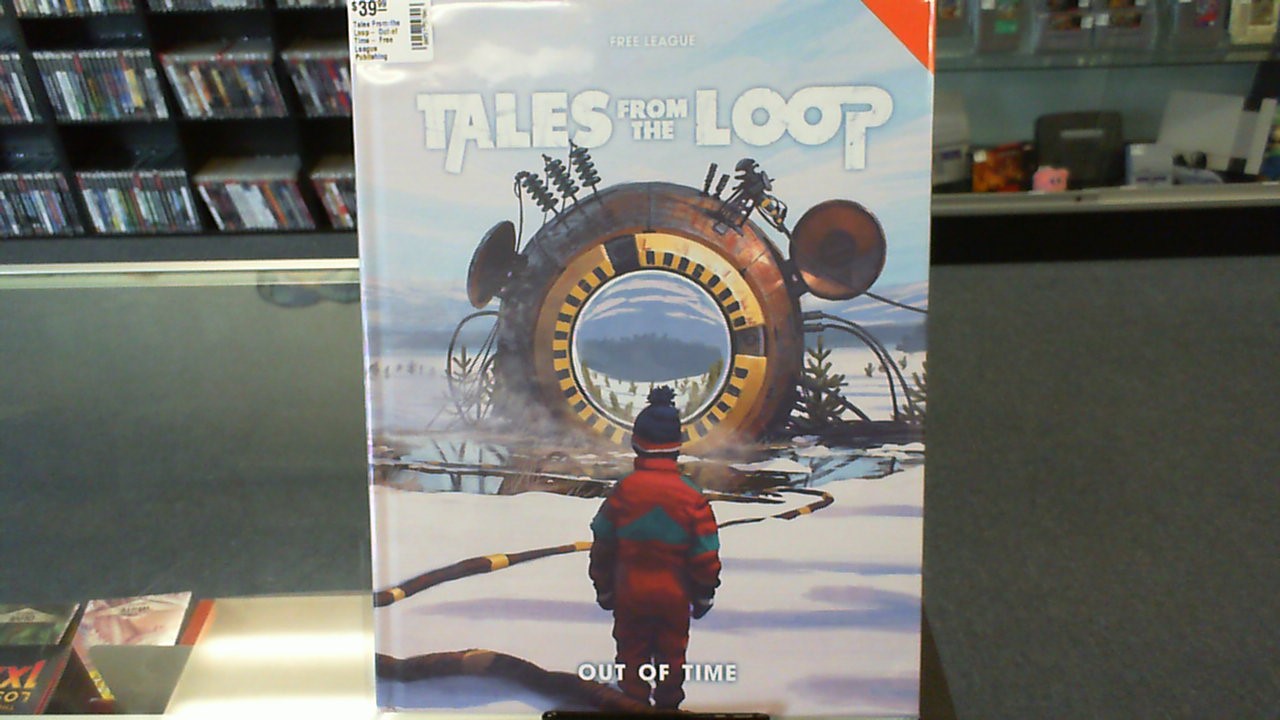 $39.99
Tales From the
Loop - Out of
Time - Free
League
Publishing
FREE LEAGUE
TALES FROM THE LOOP
OUT OF TIME